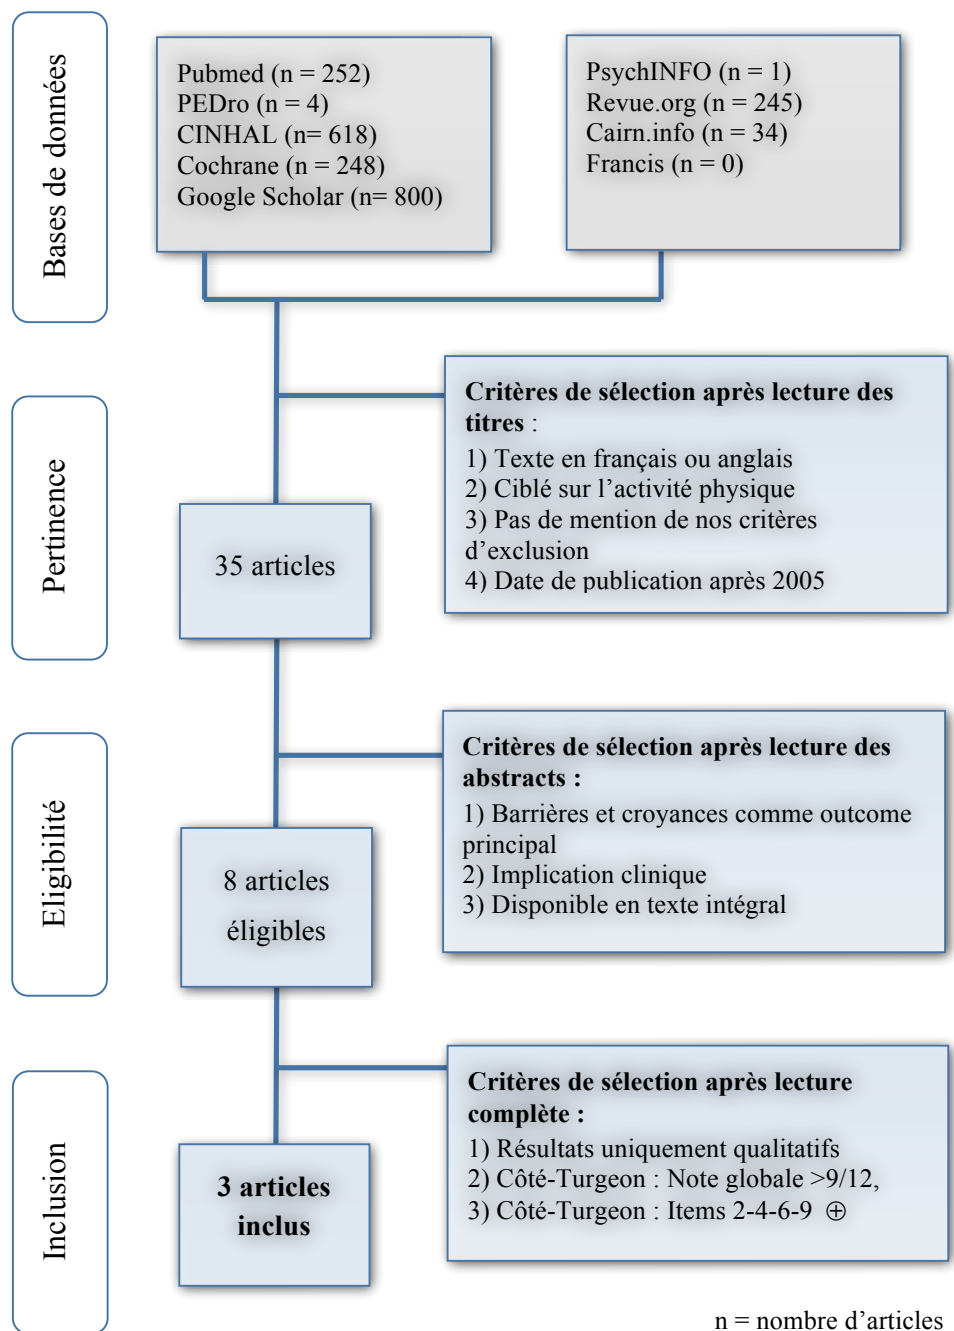 Bases de données
Pubmed (n = 252)
PEDro (n = 4)
CINHAL (n= 618)
Cochrane (n = 248)
Google Scholar (n= 800)
PsychINFO (n = 1)
Revue.org (n = 245)
Cairn.info (n = 34)
Francis (n = 0)
Pertinence
Critères de sélection après lecture des
titres :
1) Texte en français ou anglais
2) Ciblé sur l’activité physique
3) Pas de mention de nos critères
d’exclusion
4) Date de publication après 2005
35 articles
Eligibilité
Critères de sélection après lecture des
abstracts :
1) Barrières et croyances comme outcome
principal
2) Implication clinique
3) Disponible en texte intégral
8 articles
éligibles
Inclusion
Critères de sélection après lecture
complète :
1) Résultats uniquement qualitatifs
2) Côté-Turgeon : Note globale >9/12,
3) Côté-Turgeon : Items 2-4-6-9 ⊕
3 articles
inclus
n = nombre d’articles